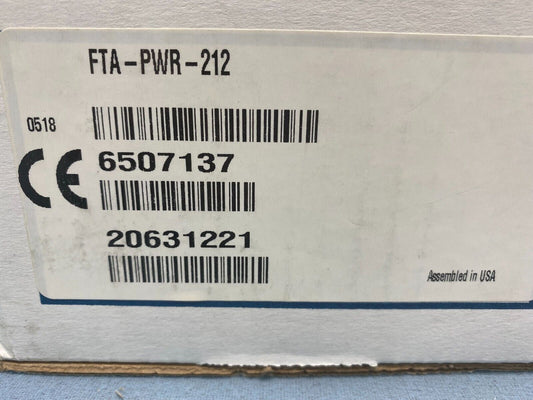 FTA-PWR-212
0518
CE
6507137
20631221
Assembled in USA